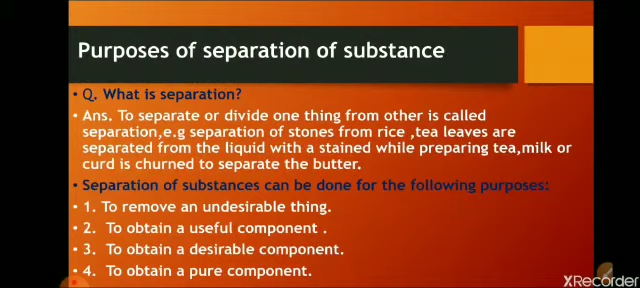 Purposes of separation of substance
• Q. What is separation?
• Ans. To separate or divide one thing from other is called
separation,e.g separation of stones from rice ,tea leaves are
separated from the liquid with a stained while preparing tea,milk or
curd is churned to separate the butter.
• Separation of substances can be done for the following purposes:
• 1. To remove an undesirable thing.
• 2. To obtain a useful component .
• 3. To obtain a desirable component.
• 4. To obtain a pure component.
XRecorder